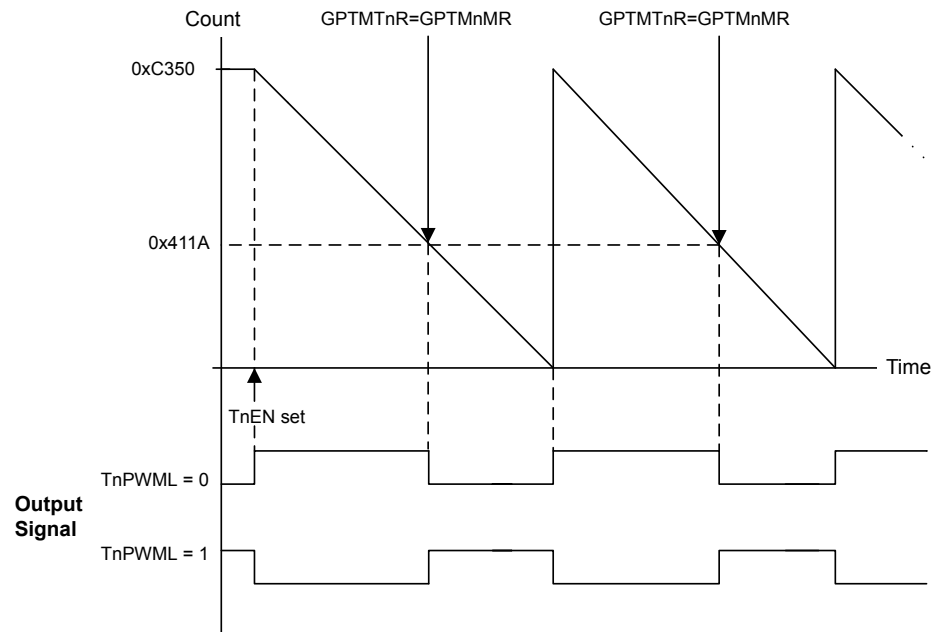 Count
GPTMTnR=GPTMnMR
GPTMTnR=GPTMnMR
0xC350
0x411A
Time
TnEN set
TnPWML = 0
Output
Signal
TnPWML = 1